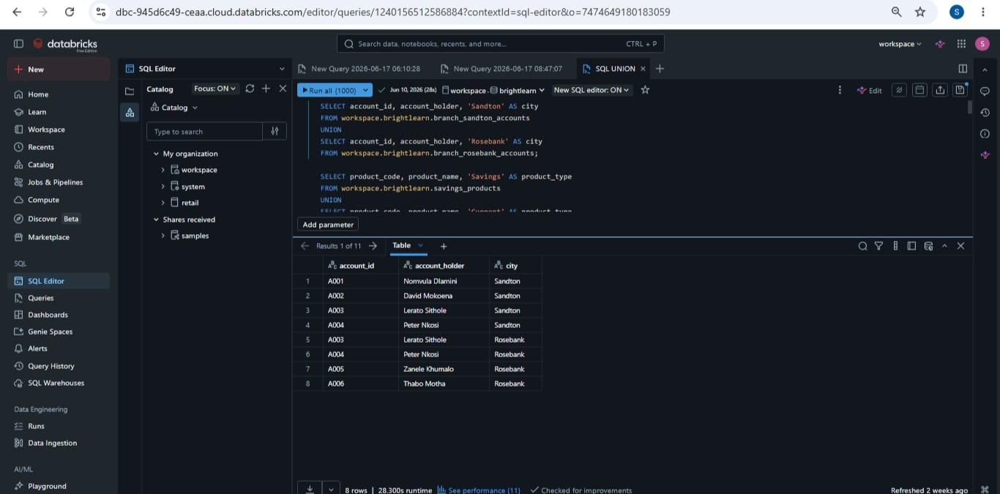 dbc-945d6c49-ceaa.cloud.databricks.com/editor/queries/1240156512586884?contextId=sql-editor&o=7474649180183059
S
databricks
Free Edition
Search data, notebooks, recents, and more...
CTRL + P
workspace
S
New
Home
Learn
Workspace
Recents
Catalog
Jobs & Pipelines
Compute
Discover Beta
Marketplace
SQL
SQL Editor
Queries
Dashboards
Genie Spaces
Alerts
Query History
SQL Warehouses
Data Engineering
Runs
Data Ingestion
AI/ML
Playground
SQL Editor
Catalog
Focus: ON
Catalog
Type to search
My organization
workspace
system
retail
Shares received
samples
New Query 2026-06-17 06:10:28
New Query 2026-06-17 08:47:07
SQL UNION
Run all (1000)
Jun 10, 2026 (28s)
workspace . brightlearn
New SQL editor: ON
Edit
SELECT account_id, account_holder, 'Sandton' AS city
FROM workspace.brightlearn.branch_sandton_accounts
UNION
SELECT account_id, account_holder, 'Rosebank' AS city
FROM workspace.brightlearn.branch_rosebank_accounts;
SELECT product_code, product_name, 'Savings' AS product_type
FROM workspace.brightlearn.savings_products
UNION
SELECT product_code, product_name, 'Current' AS product_type
Add parameter
Results 1 of 11
Table
account_id account_holder city
1 A001 Nomvula Dlamini Sandton
2 A002 David Mokoena Sandton
3 A003 Lerato Sithole Sandton
4 A004 Peter Nkosi Sandton
5 A003 Lerato Sithole Rosebank
6 A004 Peter Nkosi Rosebank
7 A005 Zanele Khumalo Rosebank
8 A006 Thabo Motha Rosebank
8 rows | 28.300s runtime
See performance (11)
Checked for improvements
Refreshed 2 weeks ago